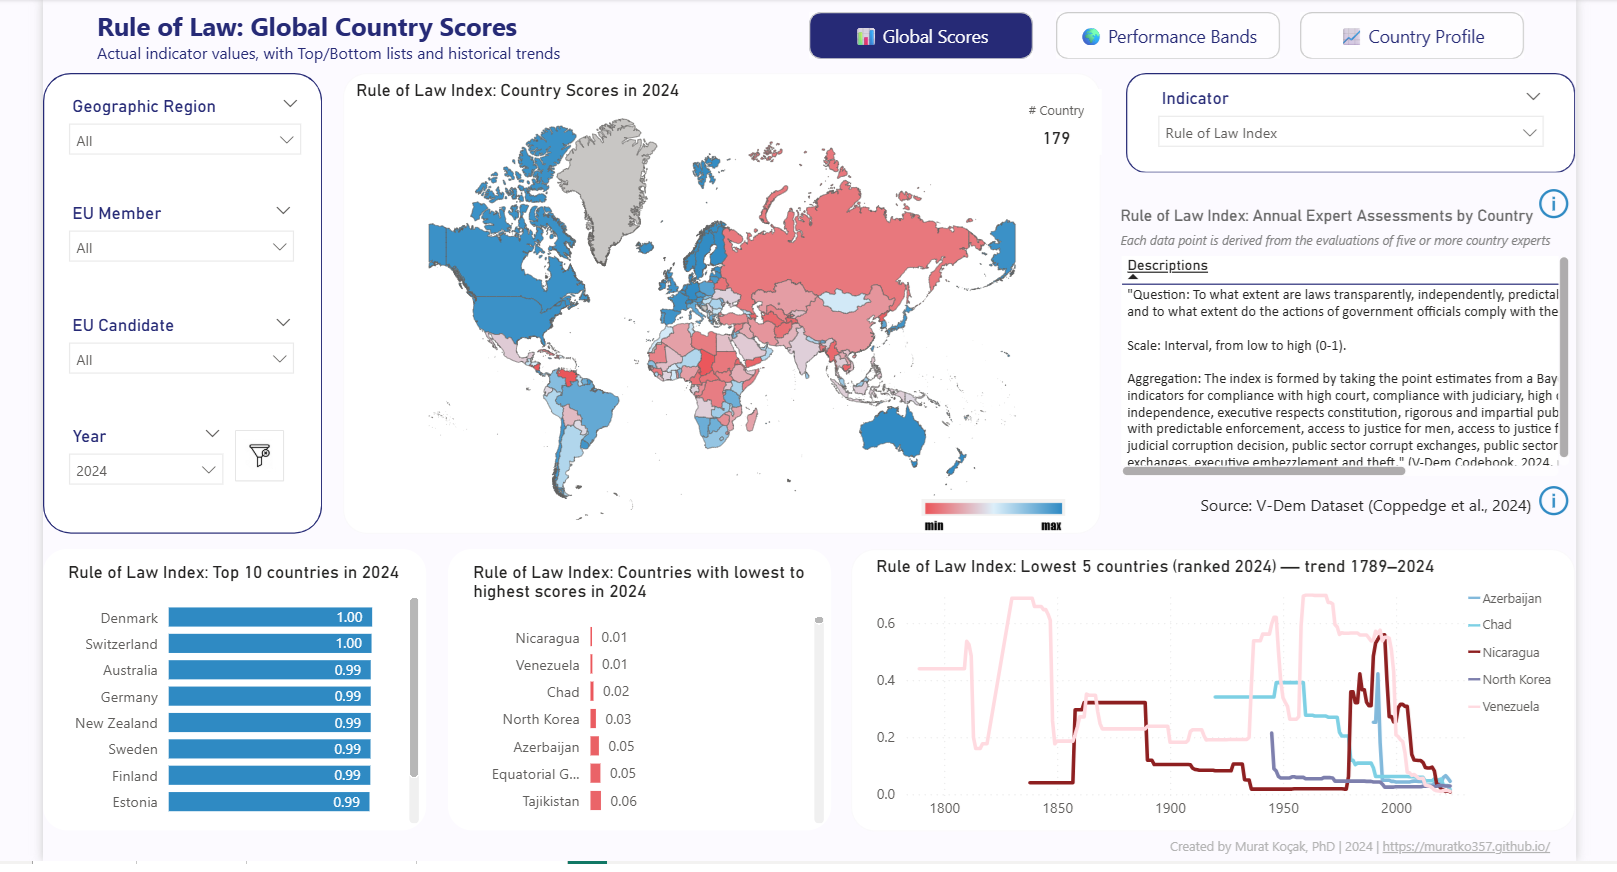 Rule of Law: Global Country Scores
Actual indicator values, with Top/Bottom lists and historical trends
Global Scores
Performance Bands
Country Profile
Geographic Region
All
EU Member
All
EU Candidate
All
Year
2024
Rule of Law Index: Country Scores in 2024
# Country
179
min
max
Indicator
Rule of Law Index
Rule of Law Index: Annual Expert Assessments by Country
Each data point is derived from the evaluations of five or more country experts
Descriptions
"Question: To what extent are laws transparently, independently, predictal
and to what extent do the actions of government officials comply with the
Scale: Interval, from low to high (0-1).
Aggregation: The index is formed by taking the point estimates from a Bay
indicators for compliance with high court, compliance with judiciary, high
independence, executive respects constitution, rigorous and impartial pub
with predictable enforcement, access to justice for men, access to justice f
judicial corruption decision, public sector corrupt exchanges, public sector
exchanges, executive embezzlement and theft." (V-Dem Codebook, 2024,
Source: V-Dem Dataset (Coppedge et al., 2024)
Rule of Law Index: Top 10 countries in 2024
Denmark 1.00
Switzerland 1.00
Australia 0.99
Germany 0.99
New Zealand 0.99
Sweden 0.99
Finland 0.99
Estonia 0.99
Rule of Law Index: Countries with lowest to
highest scores in 2024
Nicaragua 0.01
Venezuela 0.01
Chad 0.02
North Korea 0.03
Azerbaijan 0.05
Equatorial G... 0.05
Tajikistan 0.06
Rule of Law Index: Lowest 5 countries (ranked 2024) — trend 1789–2024
0.6
0.4
0.2
0.0
1800 1850 1900 1950 2000
Azerbaijan
Chad
Nicaragua
North Korea
Venezuela
Created by Murat Koçak, PhD | 2024 | https://muratko357.github.io/